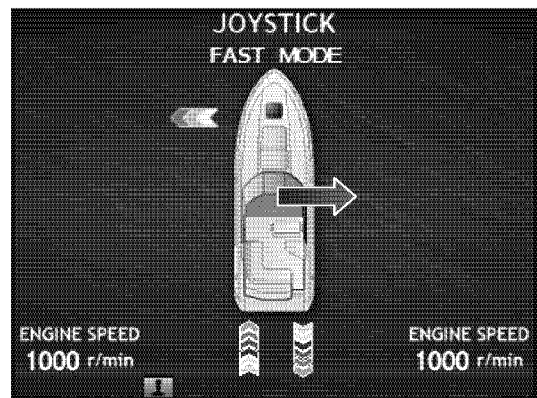 JOYSTICK
FAST MODE
ENGINE SPEED
1000 r/min
ENGINE SPEED
1000 r/min